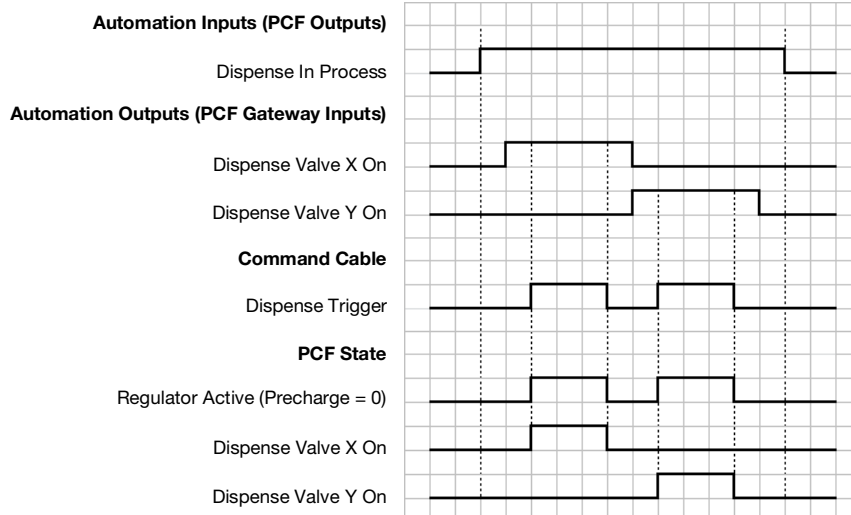 Automation Inputs (PCF Outputs)
Dispense In Process
Automation Outputs (PCF Gateway Inputs)
Dispense Valve X On
Dispense Valve Y On
Command Cable
Dispense Trigger
PCF State
Regulator Active (Precharge = 0)
Dispense Valve X On
Dispense Valve Y On